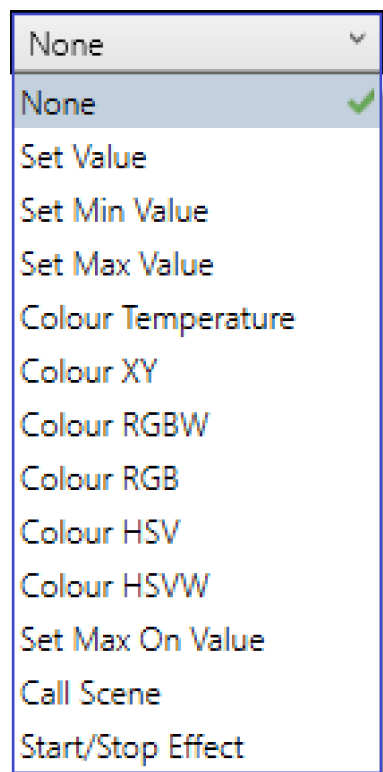 None
None
Set Value
Set Min Value
Set Max Value
Colour Temperature
Colour XY
Colour RGBW
Colour RGB
Colour HSV
Colour HSVW
Set Max On Value
Call Scene
Start/Stop Effect